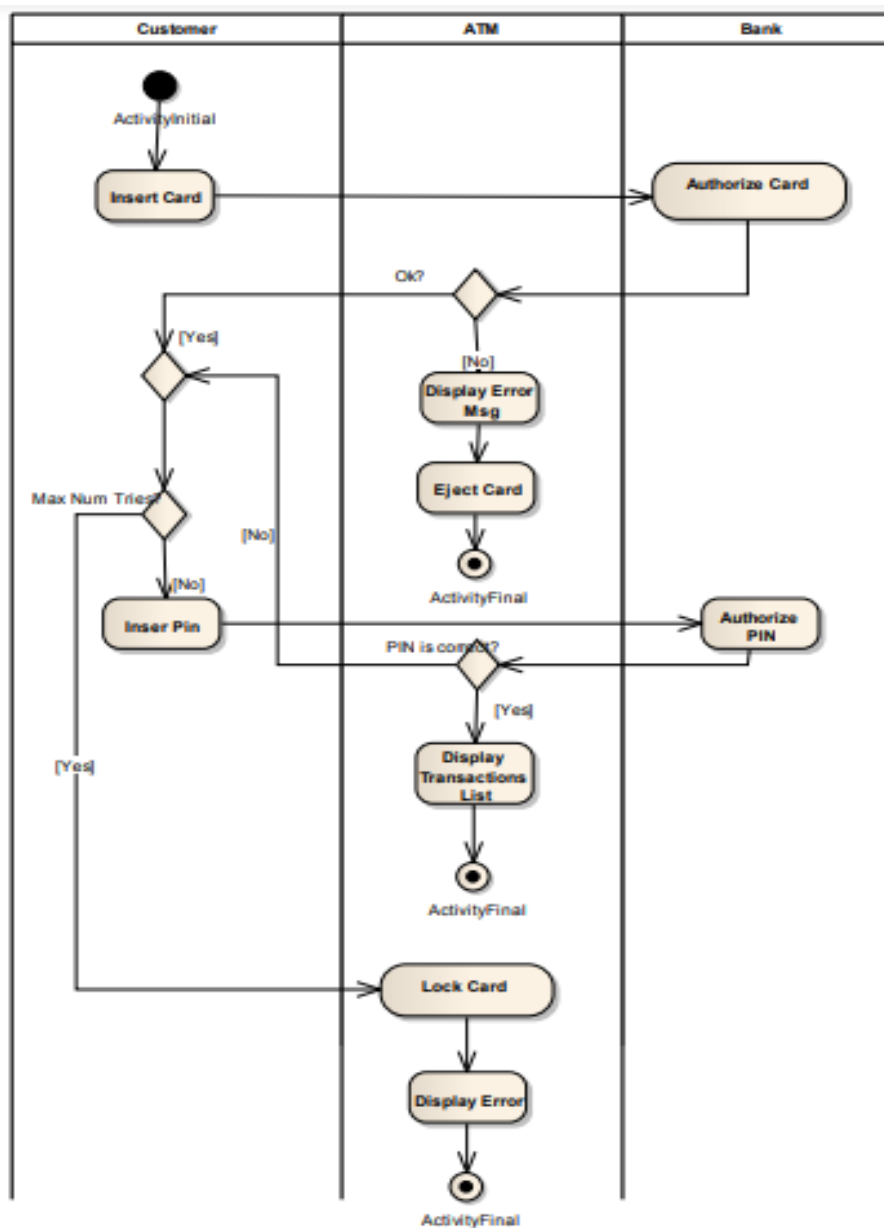 Customer
ATM
Bank
ActivityInitial
Insert Card
Authorize Card
Ok?
[Yes]
[No]
Display Error
Msg
Eject Card
ActivityFinal
Max Num Tries?
[No]
[No]
Inser Pin
Authorize
PIN
PIN is correct?
[Yes]
Display
Transactions
List
[Yes]
ActivityFinal
Lock Card
Display Error
ActivityFinal